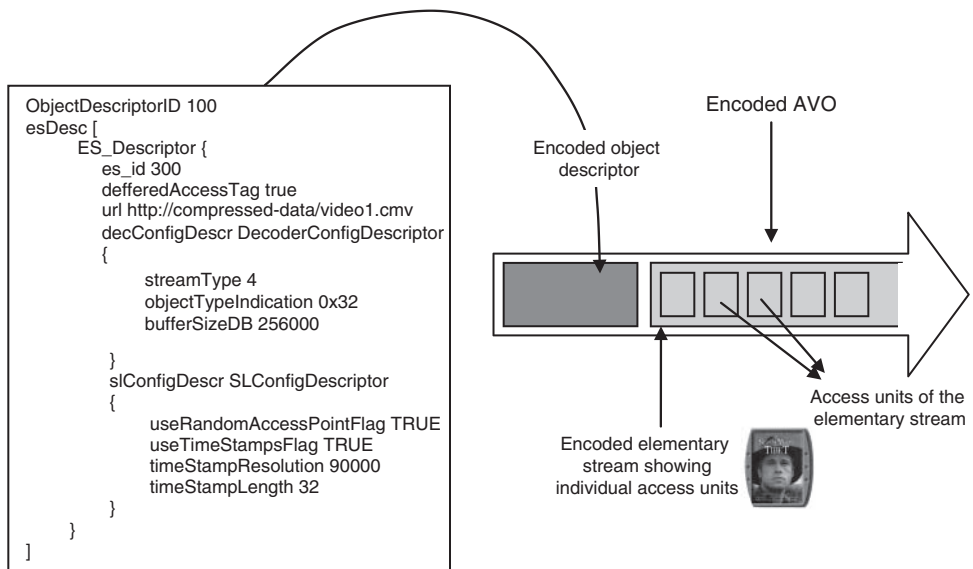 ObjectDescriptorID 100
esDesc [
ES_Descriptor {
es_id 300
defferedAccessTag true
url http://compressed-data/video1.cmv
decConfigDescr DecoderConfigDescriptor
{
streamType 4
objectTypeIndication 0x32
bufferSizeDB 256000
}
slConfigDescr SLConfigDescriptor
{
useRandomAccessPointFlag TRUE
useTimeStampsFlag TRUE
timeStampResolution 90000
timeStampLength 32
}
}
]
Encoded object
descriptor
Encoded AVO
Access units of the
elementary stream
Encoded elementary
stream showing
individual access units